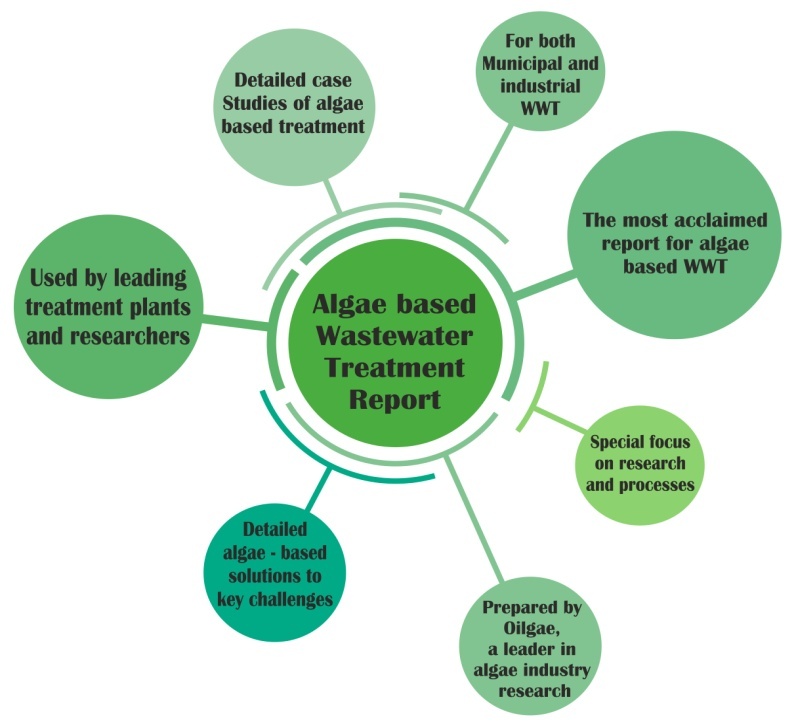 Detailed case
Studies of algae
based treatment
For both
Municipal and
industrial
WWT
The most acclaimed
report for algae
based WWT
Used by leading
treatment plants
and researchers
Algae based
Wastewater
Treatment
Report
Special focus
on research
and processes
Detailed
algae - based
solutions to
key challenges
Prepared by
Oilgae,
a leader in
algae industry
research